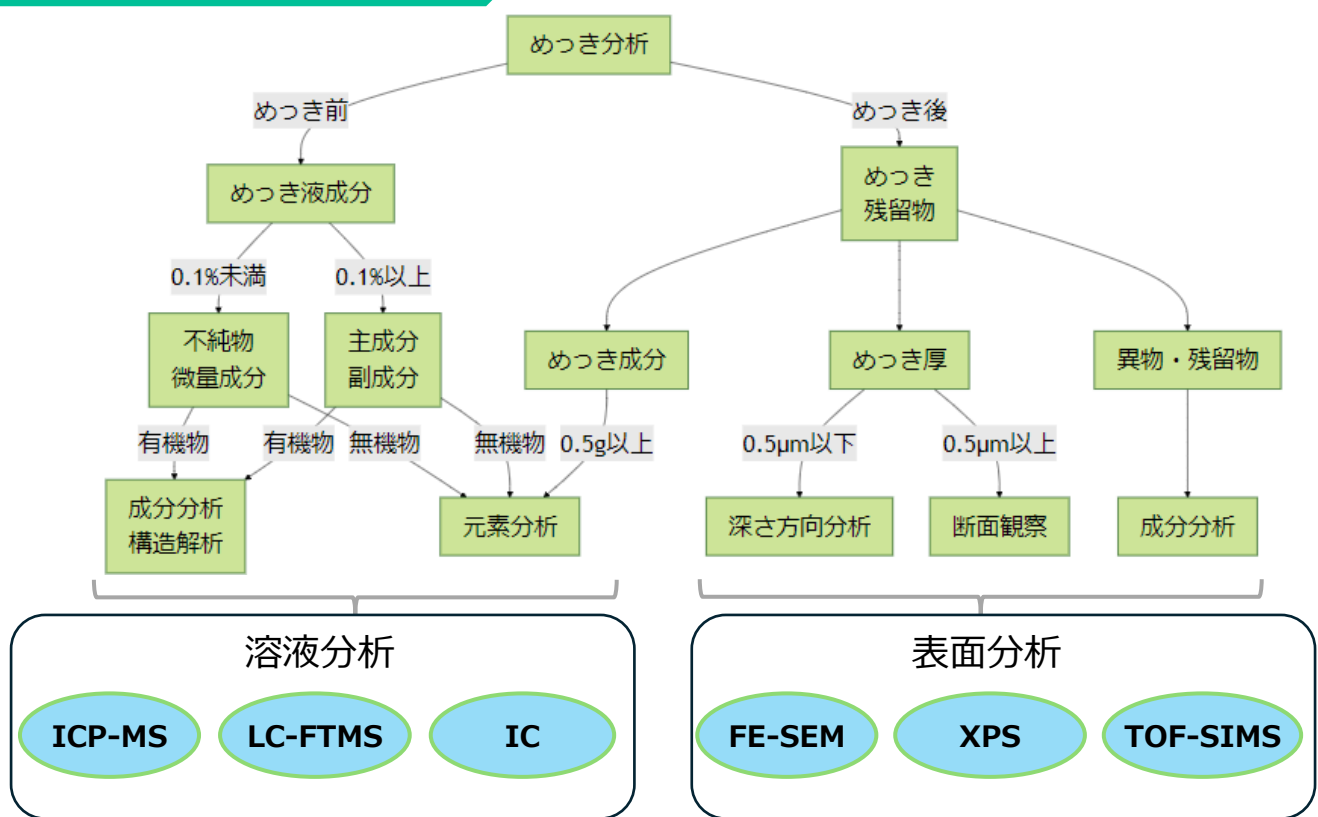 めっき分析
めっき前
めっき後
めっき液成分
めっき
残留物
0.1%未満
0.1%以上
不純物
微量成分
主成分
副成分
めっき成分
めっき厚
異物・残留物
有機物
有機物
無機物
無機物
0.5g以上
0.5μm以下
0.5μm以上
成分分析
構造解析
元素分析
深さ方向分析
断面観察
成分分析
溶液分析
表面分析
ICP-MS
LC-FTMS
IC
FE-SEM
XPS
TOF-SIMS